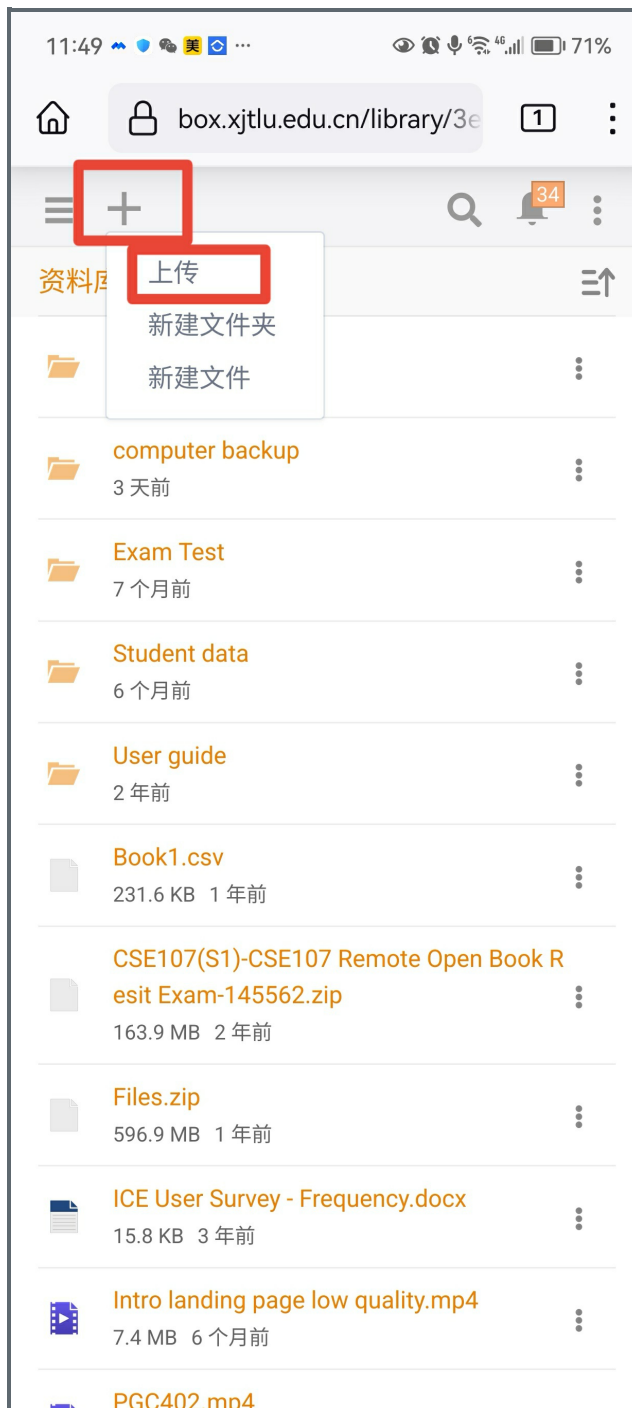 11:49 美 ··· 6 4G 71%
box.xjtlu.edu.cn/library/3e 1
34
资料库
上传
新建文件夹
新建文件
computer backup
3 天前
Exam Test
7 个月前
Student data
6 个月前
User guide
2 年前
Book1.csv
231.6 KB 1 年前
CSE107(S1)-CSE107 Remote Open Book R
esit Exam-145562.zip
163.9 MB 2 年前
Files.zip
596.9 MB 1 年前
ICE User Survey - Frequency.docx
15.8 KB 3 年前
Intro landing page low quality.mp4
7.4 MB 6 个月前
PGC402.mp4